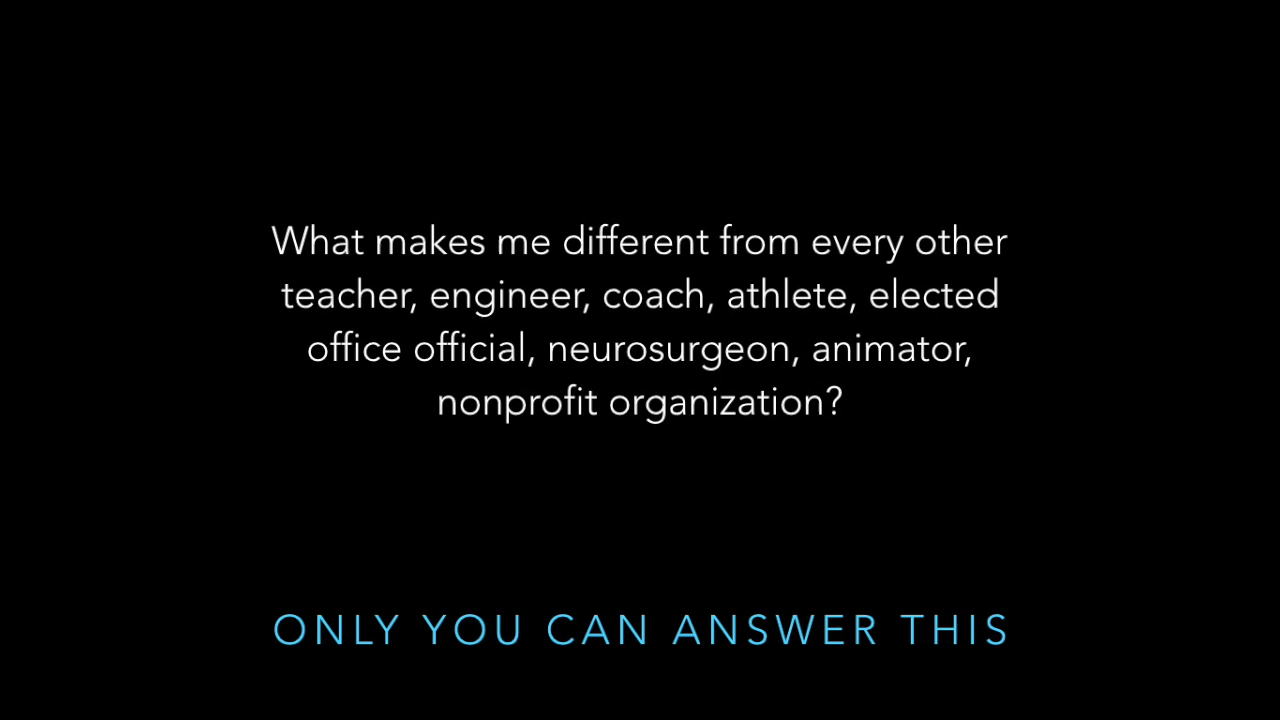 What makes me different from every other
teacher, engineer, coach, athlete, elected
office official, neurosurgeon, animator,
nonprofit organization?
ONLY YOU CAN ANSWER THIS